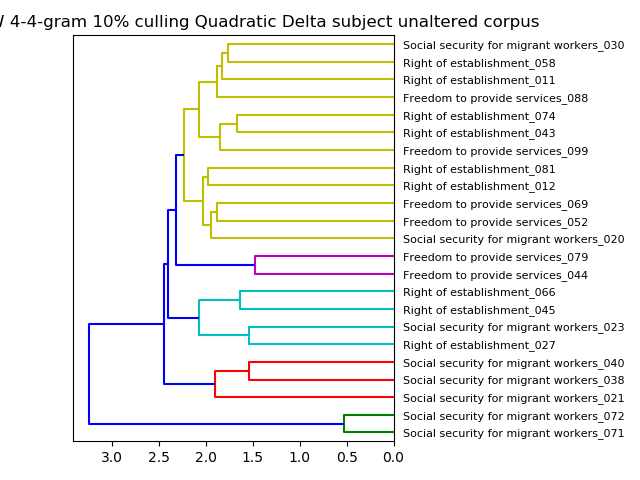 4-4-gram 10% culling Quadratic Delta subject unaltered corpus
Social security for migrant workers_030
Right of establishment_058
Right of establishment_011
Freedom to provide services_088
Right of establishment_074
Right of establishment_043
Freedom to provide services_099
Right of establishment_081
Right of establishment_012
Freedom to provide services_069
Freedom to provide services_052
Social security for migrant workers_020
Freedom to provide services_079
Freedom to provide services_044
Right of establishment_066
Right of establishment_045
Social security for migrant workers_023
Right of establishment_027
Social security for migrant workers_040
Social security for migrant workers_038
Social security for migrant workers_021
Social security for migrant workers_072
Social security for migrant workers_071
3.0 2.5 2.0 1.5 1.0 0.5 0.0